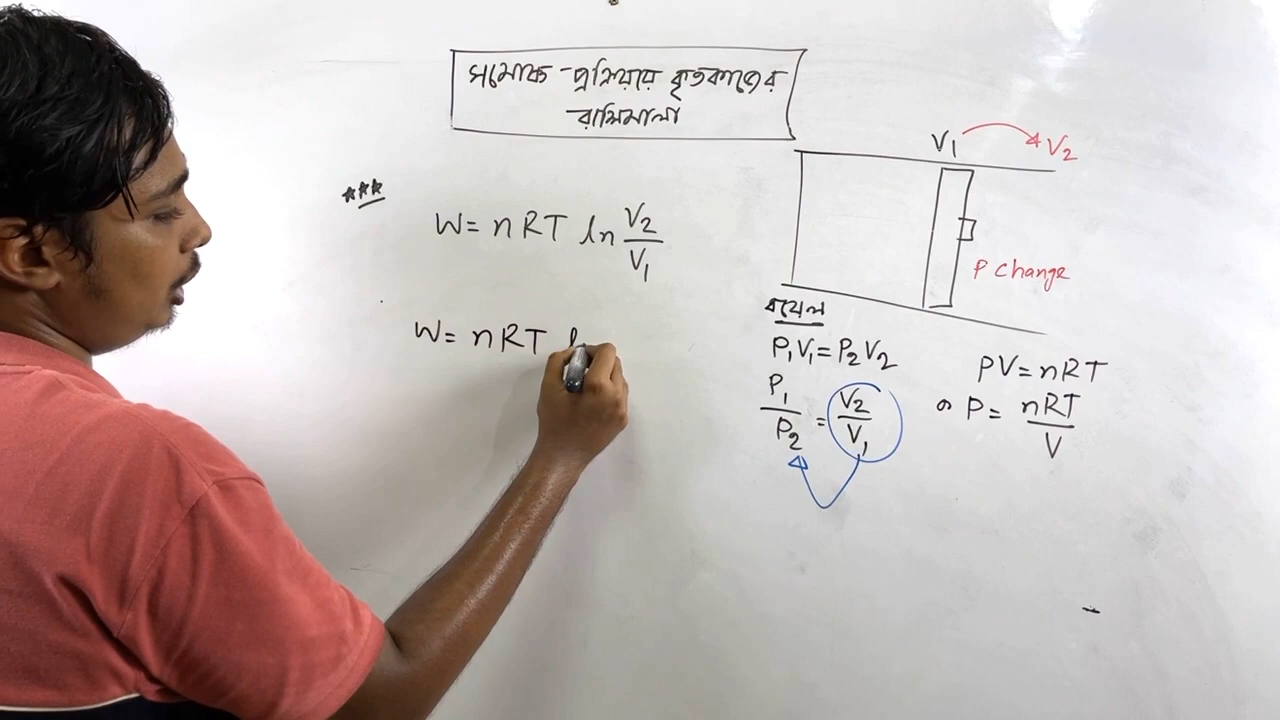 সমোষ্ণ প্রক্রিয়ায় কৃতকাজের
রাশিমালা
***
W = nRT ln V2/V1
W = nRT l
V1 V2
P change
বয়েল
P1V1 = P2V2
P1/P2 = V2/V1
PV = nRT
বা P = nRT/V